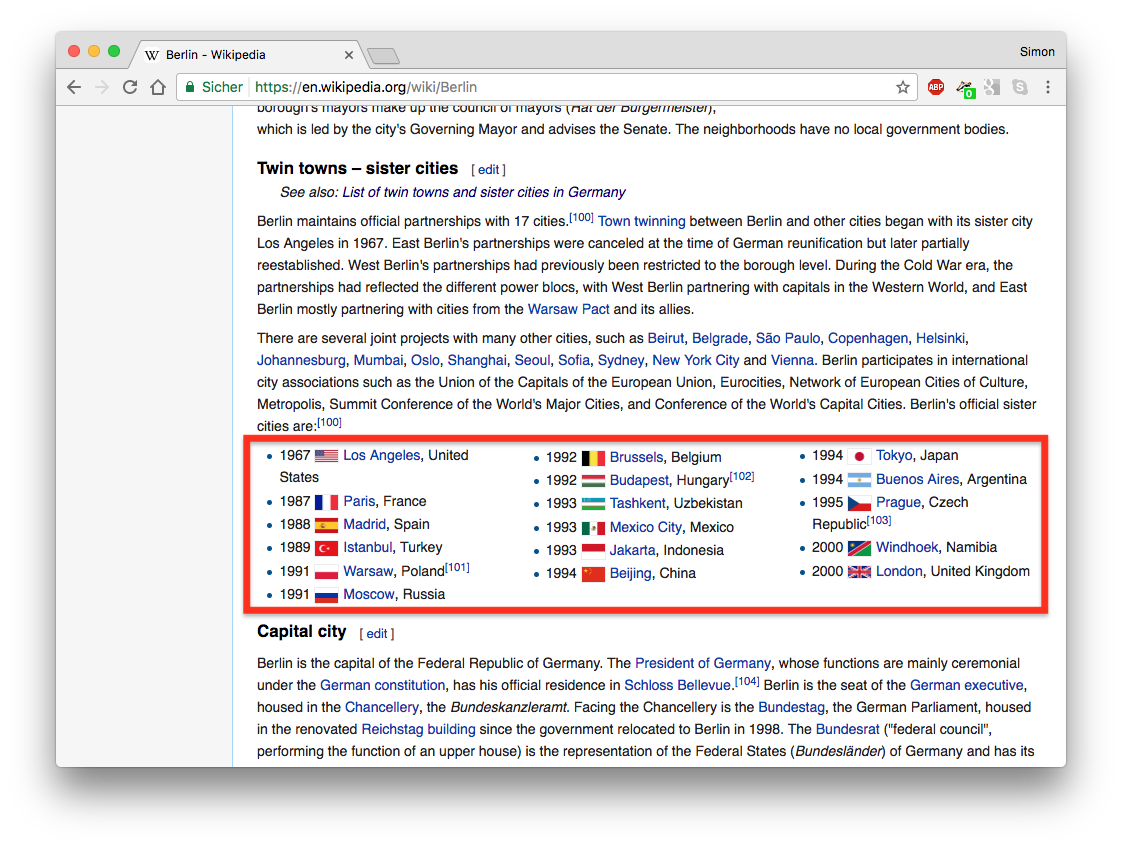 Berlin - Wikipedia
Simon
Sicher https://en.wikipedia.org/wiki/Berlin
ABP
0
borough's mayors make up the council of mayors (Rat der Bürgermeister),
which is led by the city's Governing Mayor and advises the Senate. The neighborhoods have no local government bodies.
Twin towns – sister cities [ edit ]
See also: List of twin towns and sister cities in Germany
Berlin maintains official partnerships with 17 cities.[100] Town twinning between Berlin and other cities began with its sister city
Los Angeles in 1967. East Berlin's partnerships were canceled at the time of German reunification but later partially
reestablished. West Berlin's partnerships had previously been restricted to the borough level. During the Cold War era, the
partnerships had reflected the different power blocs, with West Berlin partnering with capitals in the Western World, and East
Berlin mostly partnering with cities from the Warsaw Pact and its allies.
There are several joint projects with many other cities, such as Beirut, Belgrade, São Paulo, Copenhagen, Helsinki,
Johannesburg, Mumbai, Oslo, Shanghai, Seoul, Sofia, Sydney, New York City and Vienna. Berlin participates in international
city associations such as the Union of the Capitals of the European Union, Eurocities, Network of European Cities of Culture,
Metropolis, Summit Conference of the World's Major Cities, and Conference of the World's Capital Cities. Berlin's official sister
cities are:[100]
1967 Los Angeles, United
States
1987 Paris, France
1988 Madrid, Spain
1989 Istanbul, Turkey
1991 Warsaw, Poland[101]
1991 Moscow, Russia
1992 Brussels, Belgium
1992 Budapest, Hungary[102]
1993 Tashkent, Uzbekistan
1993 Mexico City, Mexico
1993 Jakarta, Indonesia
1994 Beijing, China
1994 Tokyo, Japan
1994 Buenos Aires, Argentina
1995 Prague, Czech
Republic[103]
2000 Windhoek, Namibia
2000 London, United Kingdom
Capital city [ edit ]
Berlin is the capital of the Federal Republic of Germany. The President of Germany, whose functions are mainly ceremonial
under the German constitution, has his official residence in Schloss Bellevue.[104] Berlin is the seat of the German executive,
housed in the Chancellery, the Bundeskanzleramt. Facing the Chancellery is the Bundestag, the German Parliament, housed
in the renovated Reichstag building since the government relocated to Berlin in 1998. The Bundesrat ("federal council",
performing the function of an upper house) is the representation of the Federal States (Bundesländer) of Germany and has its